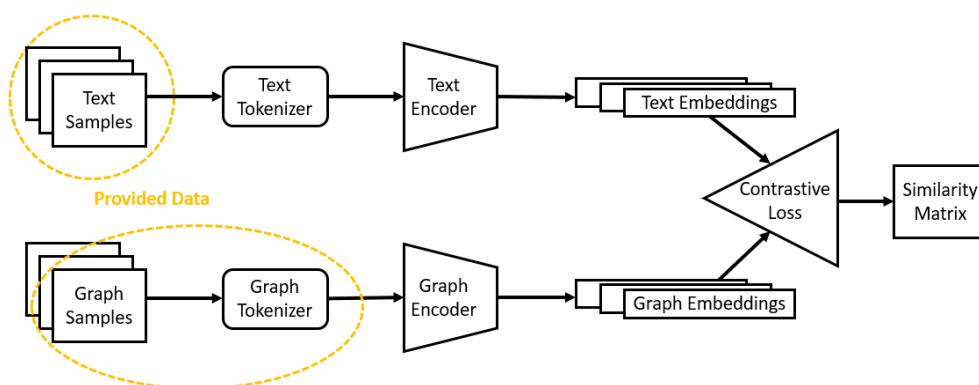 Text
Samples
Text
Tokenizer
Text
Encoder
Text Embeddings
Provided Data
Contrastive
Loss
Similarity
Matrix
Graph
Samples
Graph
Tokenizer
Graph
Encoder
Graph Embeddings